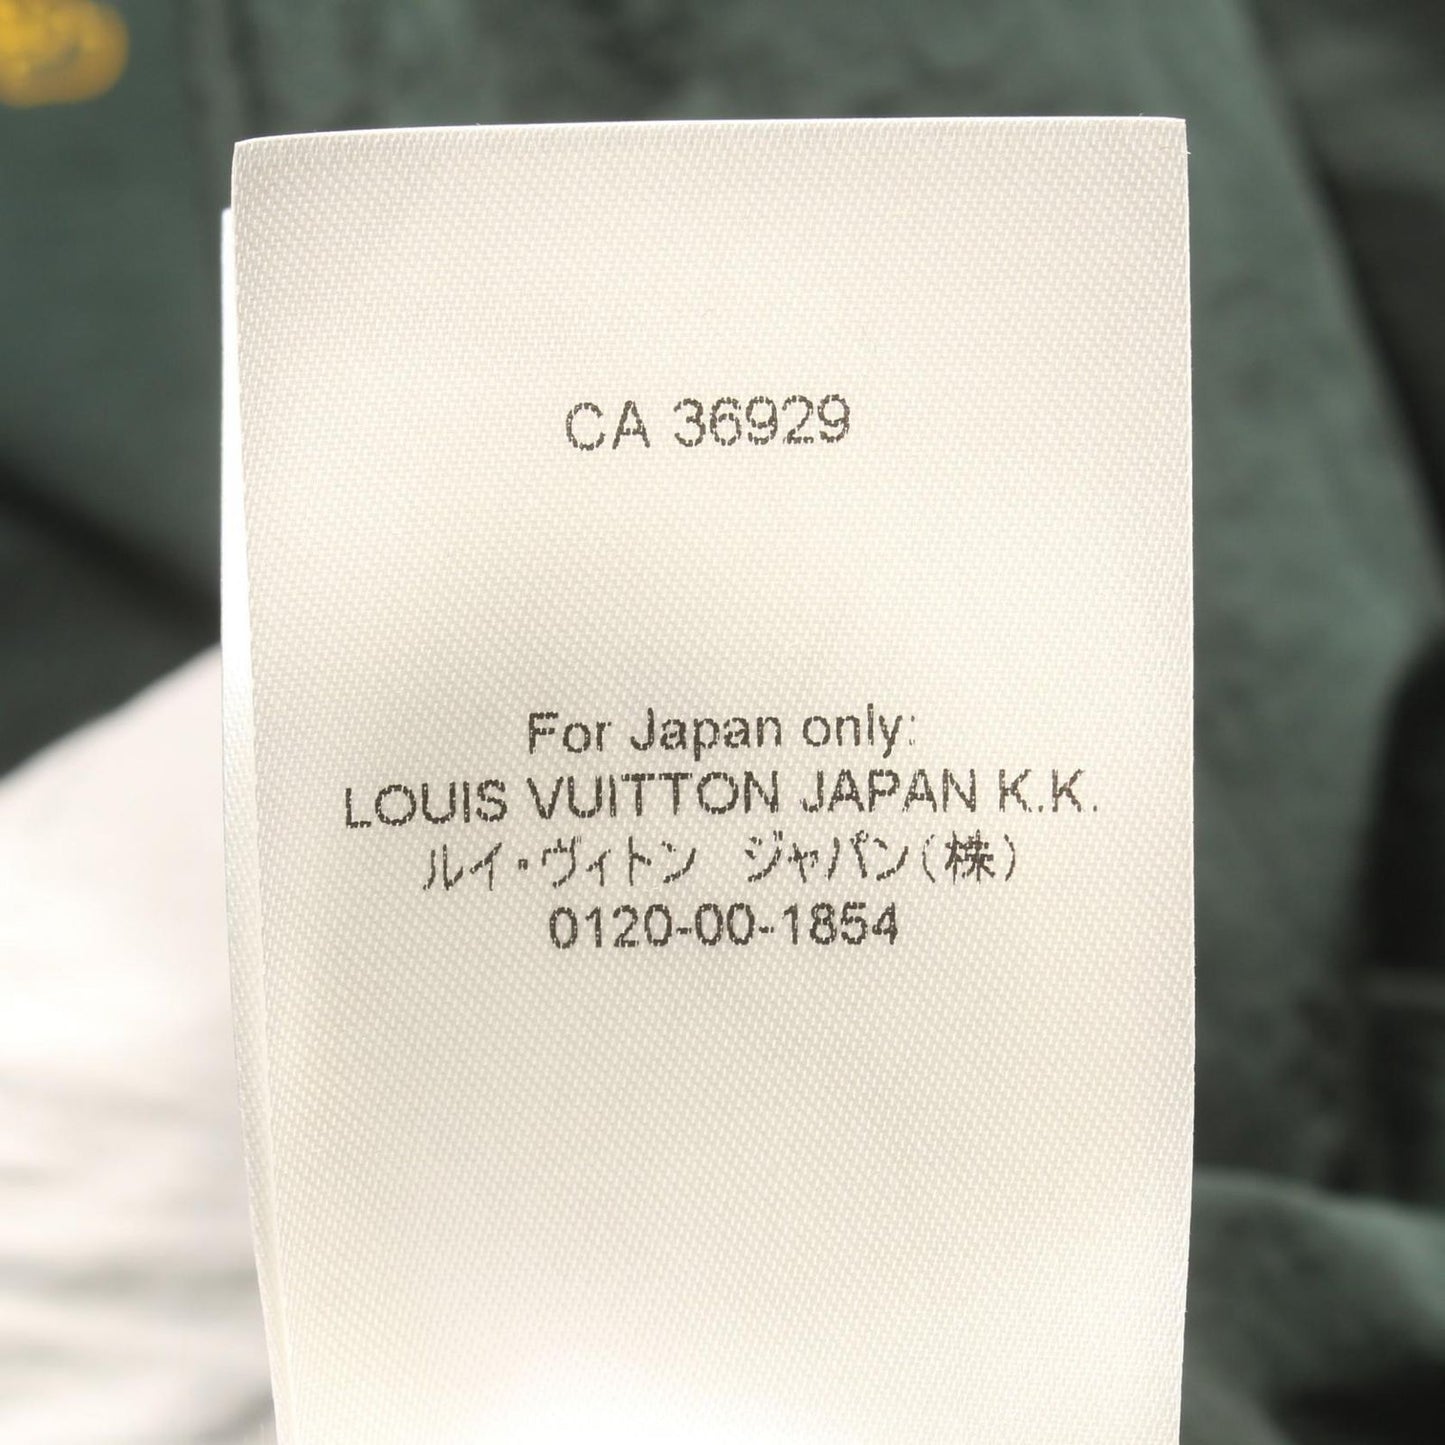 CA 36929
For Japan only:
LOUIS VUITTON JAPAN K.K.
ルイ・ヴィトン　ジャパン（株）
0120-00-1854